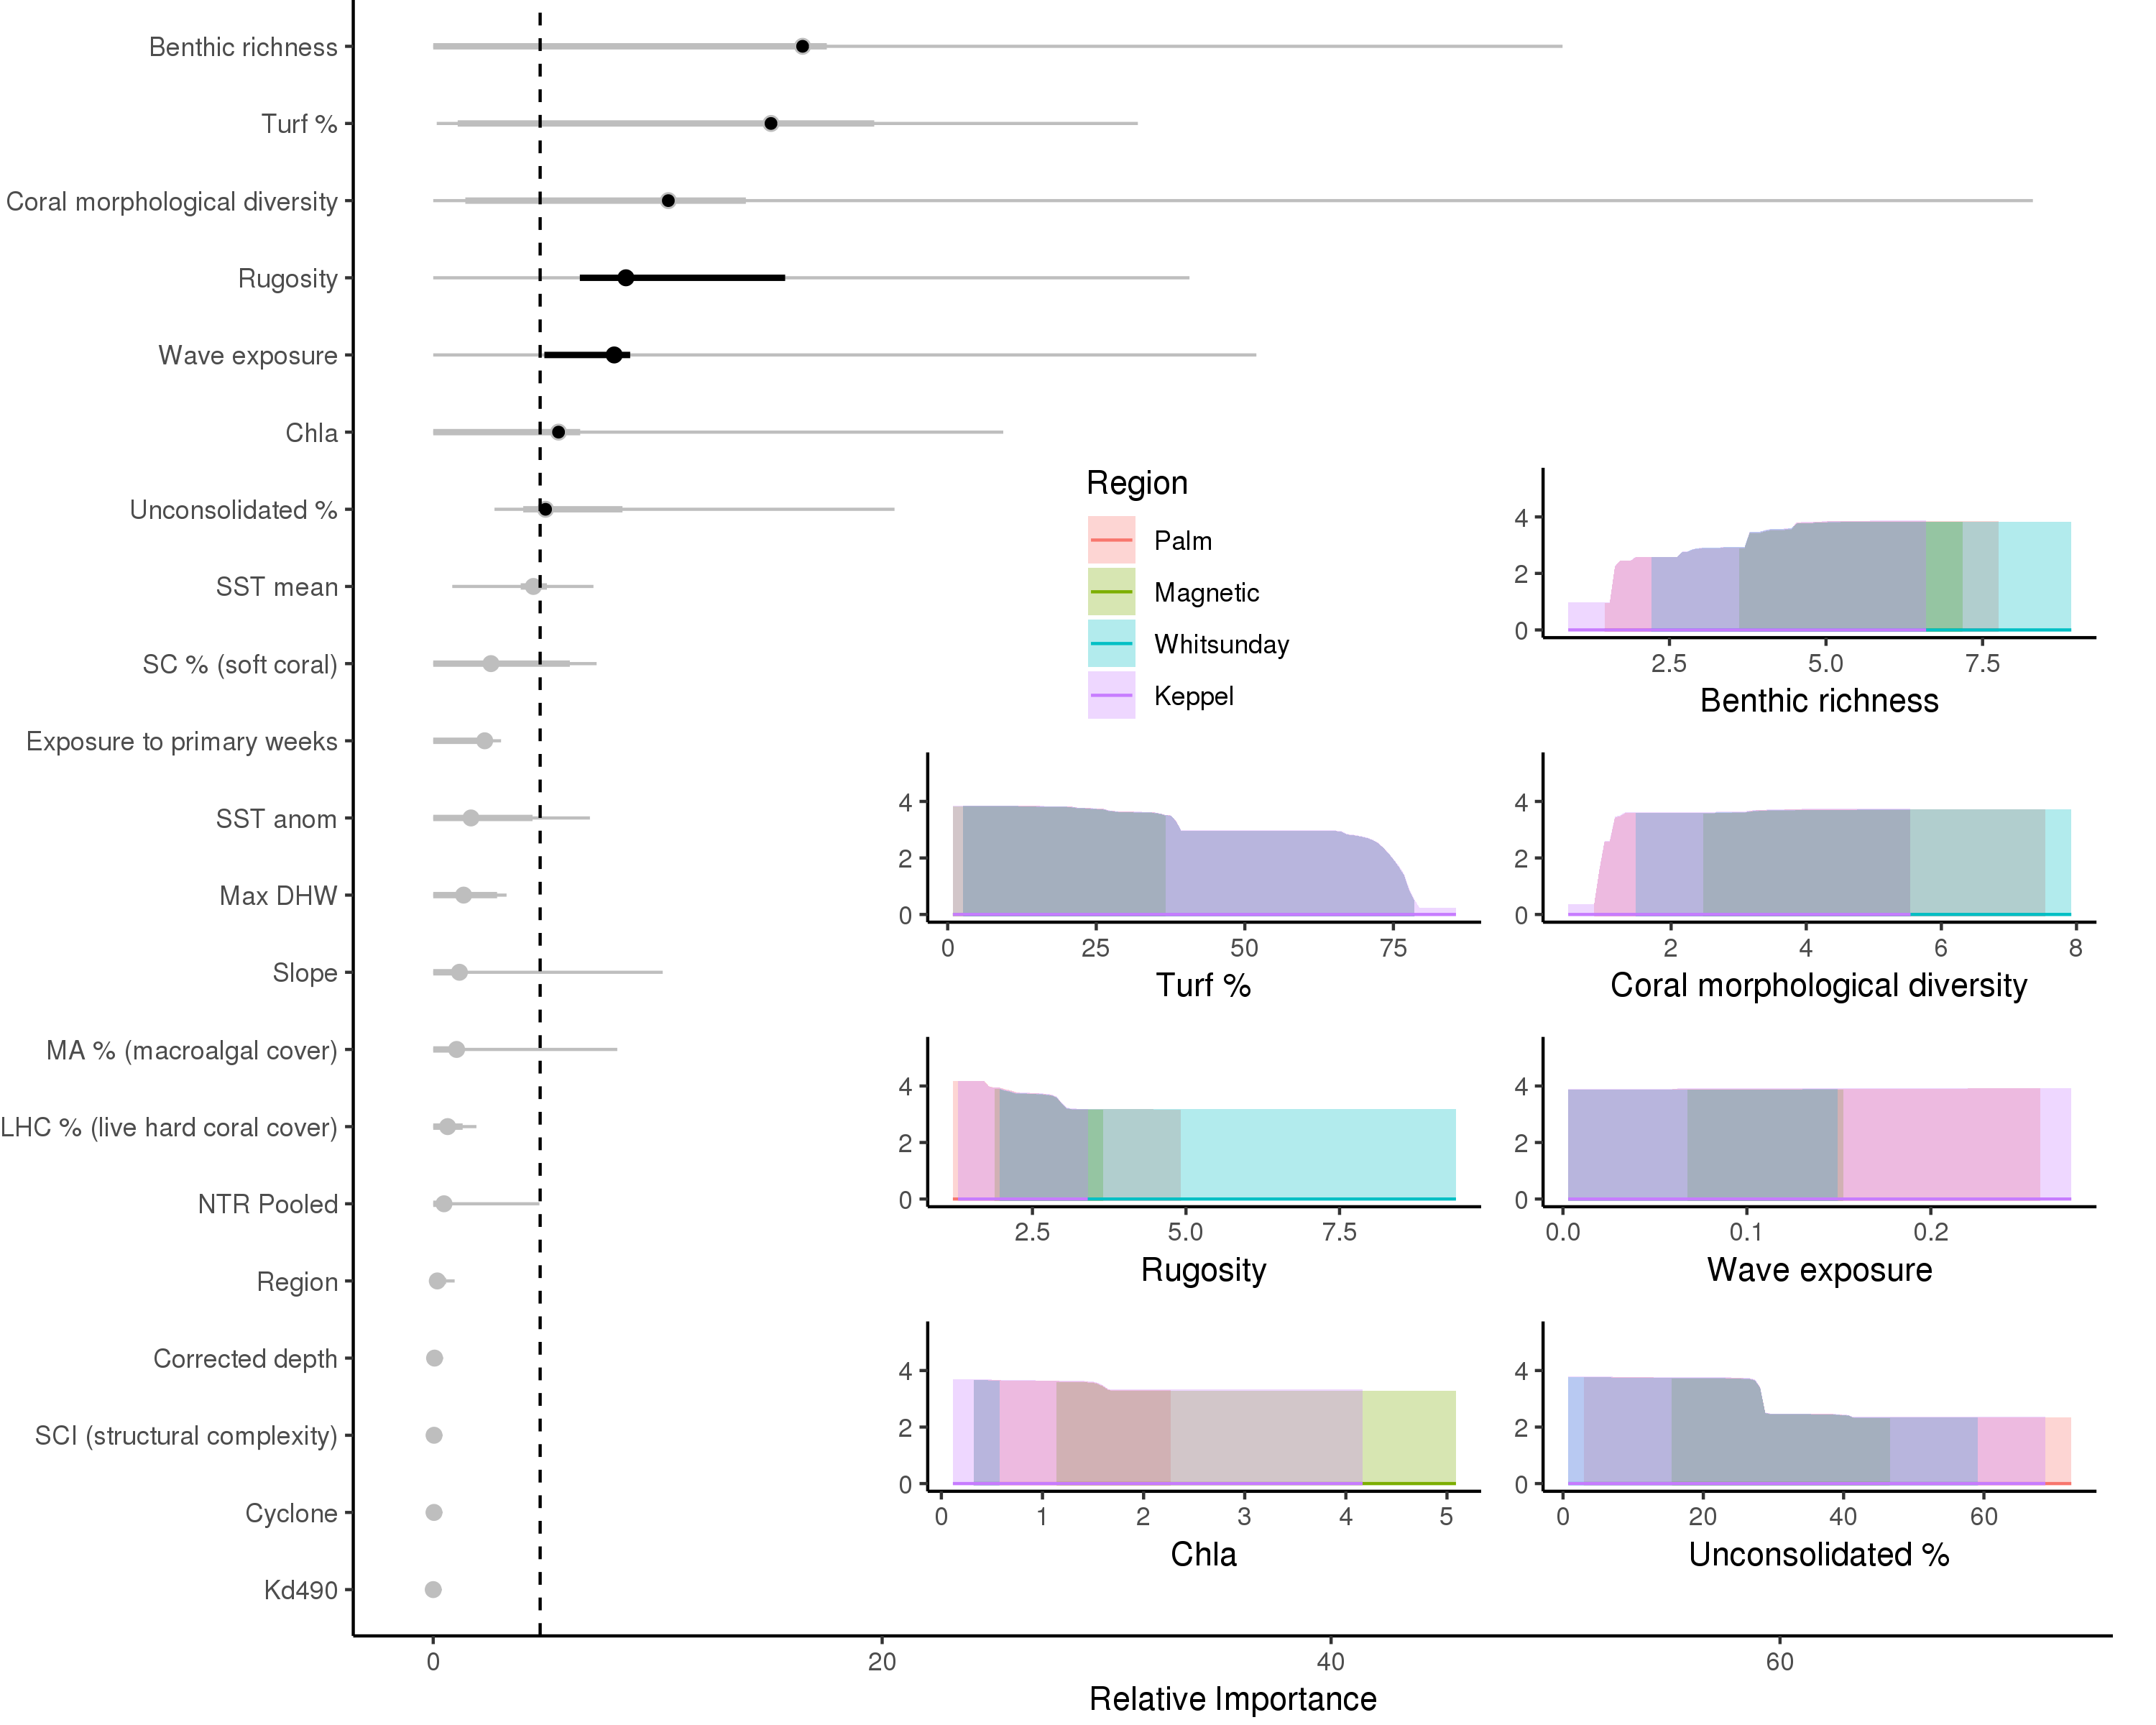 Benthic richness
Turf %
Coral morphological diversity
Rugosity
Wave exposure
Chla
Unconsolidated %
SST mean
SC % (soft coral)
Exposure to primary weeks
SST anom
Max DHW
Slope
MA % (macroalgal cover)
LHC % (live hard coral cover)
NTR Pooled
Region
Corrected depth
SCI (structural complexity)
Cyclone
Kd490
0 20 40 60
Relative Importance
Region
Palm
Magnetic
Whitsunday
Keppel
4
2
0
2.5 5.0 7.5
Benthic richness
4
2
0
0 25 50 75
Turf %
4
2
0
2 4 6 8
Coral morphological diversity
4
2
0
2.5 5.0 7.5
Rugosity
4
2
0
0.0 0.1 0.2
Wave exposure
4
2
0
0 1 2 3 4 5
Chla
4
2
0
0 20 40 60
Unconsolidated %